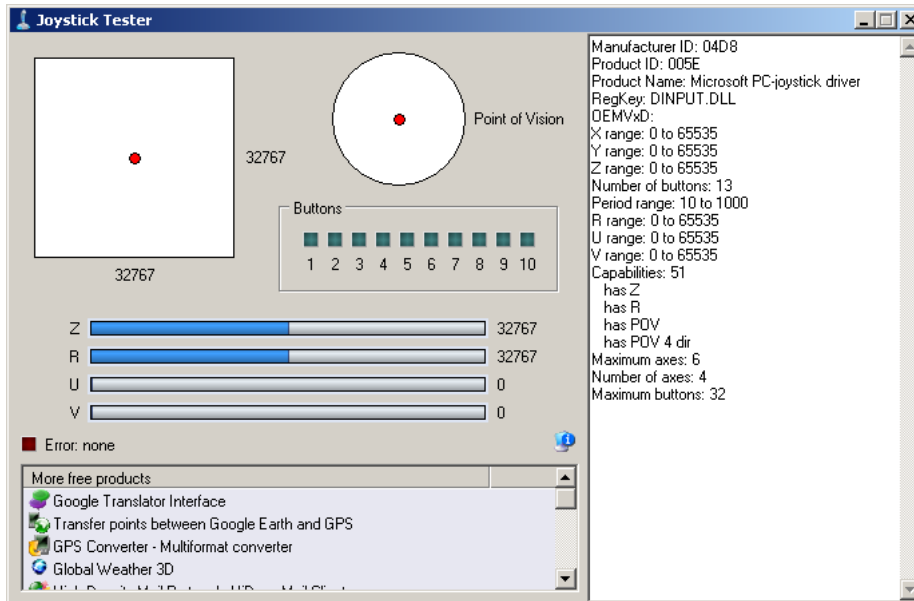 Joystick Tester
32767
32767
Point of Vision
Buttons
1 2 3 4 5 6 7 8 9 10
Z 32767
R 32767
U 0
V 0
Error: none
More free products
Google Translator Interface
Transfer points between Google Earth and GPS
GPS Converter - Multiformat converter
Global Weather 3D
Manufacturer ID: 04D8
Product ID: 005E
Product Name: Microsoft PC-joystick driver
RegKey: DINPUT.DLL
OEMVxD:
X range: 0 to 65535
Y range: 0 to 65535
Z range: 0 to 65535
Number of buttons: 13
Period range: 10 to 1000
R range: 0 to 65535
U range: 0 to 65535
V range: 0 to 65535
Capabilities: 51
has Z
has R
has POV
has POV 4 dir
Maximum axes: 6
Number of axes: 4
Maximum buttons: 32